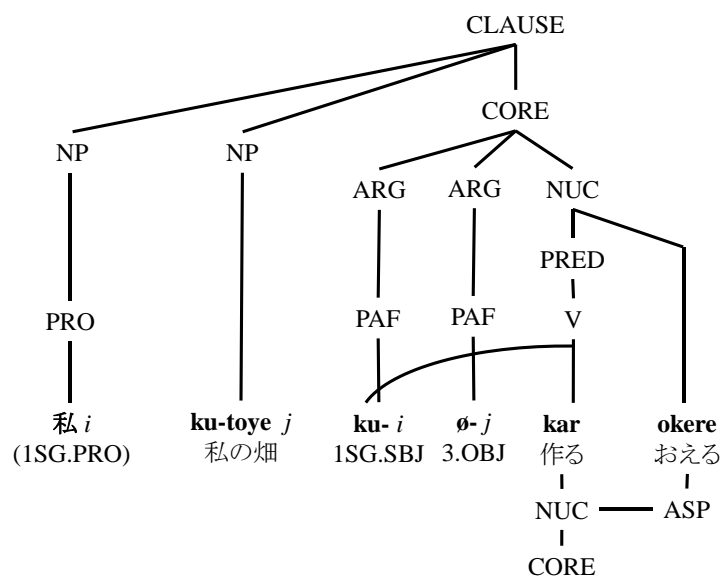 CLAUSE
CORE
NP NP
ARG ARG NUC
PRED
PRO PAF PAF V
私 i ku-toye j ku- i ø- j kar okere
(1SG.PRO) 私の畑 1SG.SBJ 3.OBJ 作る おえる
NUC ASP
CORE